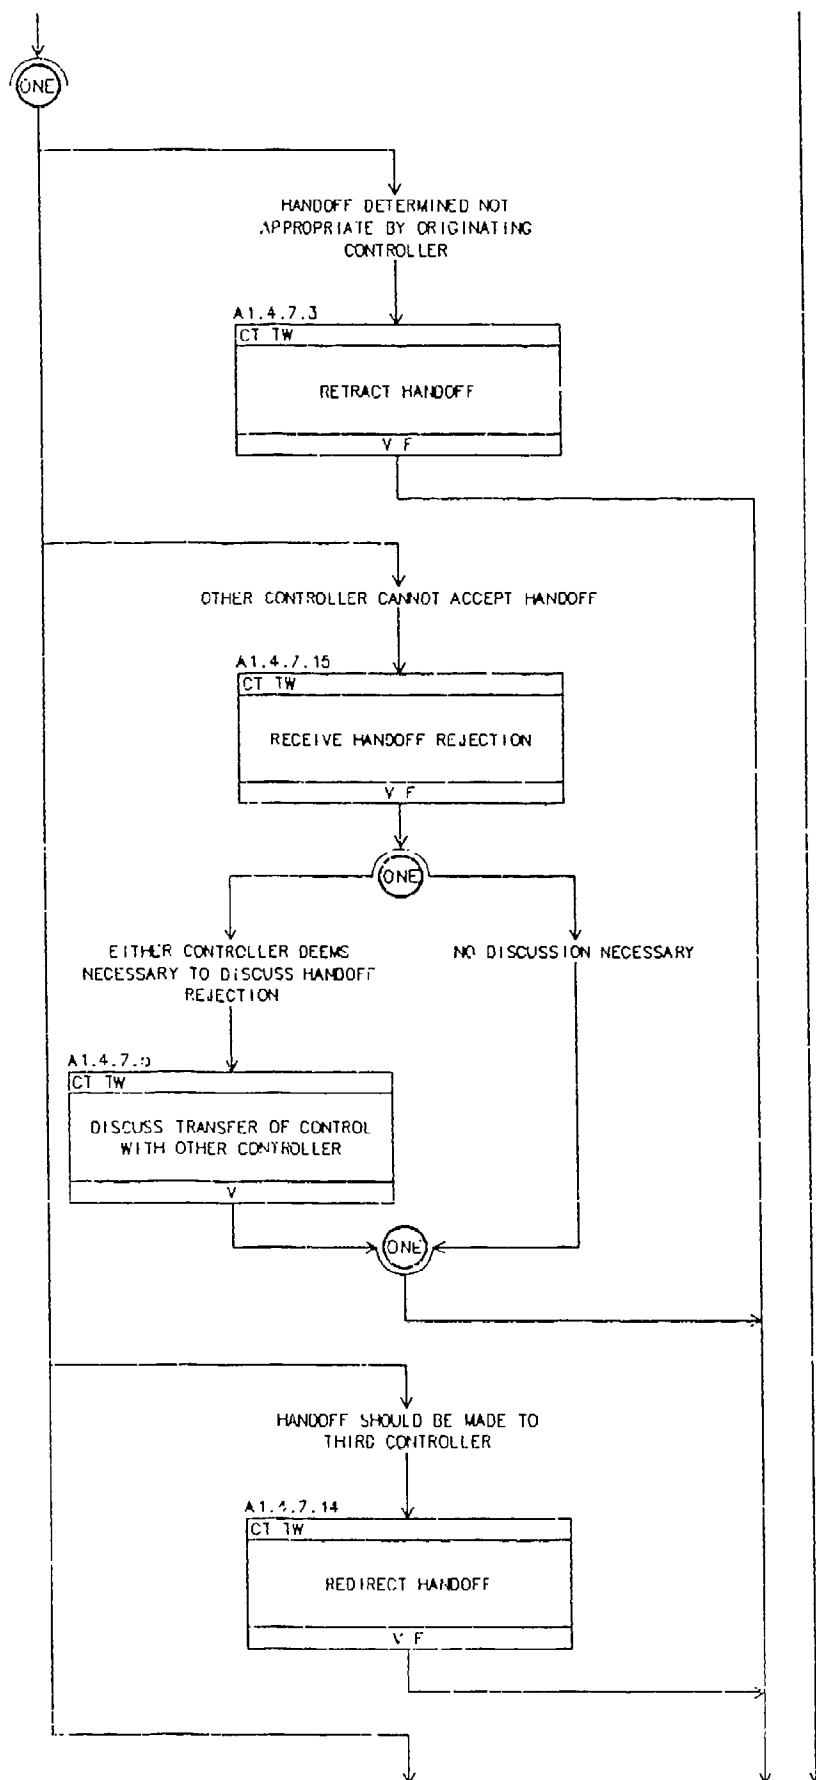 ONE
HANDOFF DETERMINED NOT
APPROPRIATE BY ORIGINATING
CONTROLLER
A1.4.7.3
CT TW
RETRACT HANDOFF
V F
OTHER CONTROLLER CANNOT ACCEPT HANDOFF
A1.4.7.15
CT TW
RECEIVE HANDOFF REJECTION
V F
ONE
EITHER CONTROLLER DEEMS
NECESSARY TO DISCUSS HANDOFF
REJECTION
NO DISCUSSION NECESSARY
CT TW
DISCUSS TRANSFER OF CONTROL
WITH OTHER CONTROLLER
V
ONE
HANDOFF SHOULD BE MADE TO
THIRD CONTROLLER
A1.4.7.14
CT TW
REDIRECT HANDOFF
V F